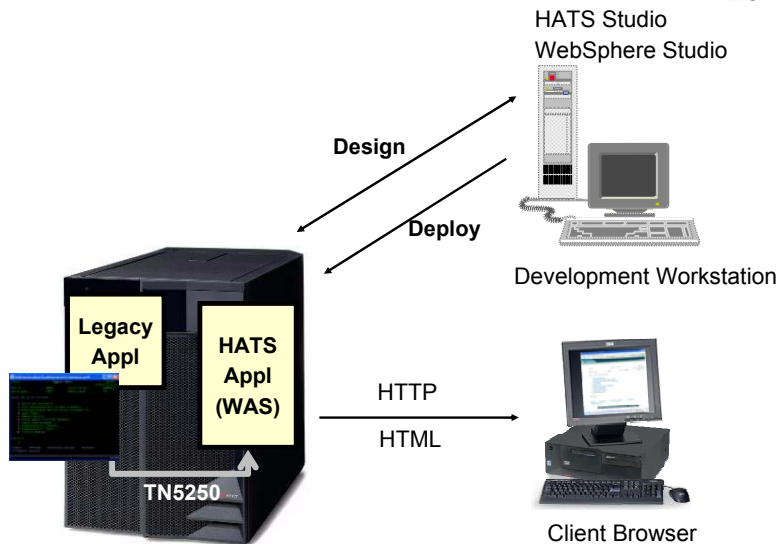 HATS Studio
WebSphere Studio
Design
Deploy
Development Workstation
Legacy
Appl
HATS
Appl
(WAS)
HTTP
HTML
TN5250
Client Browser